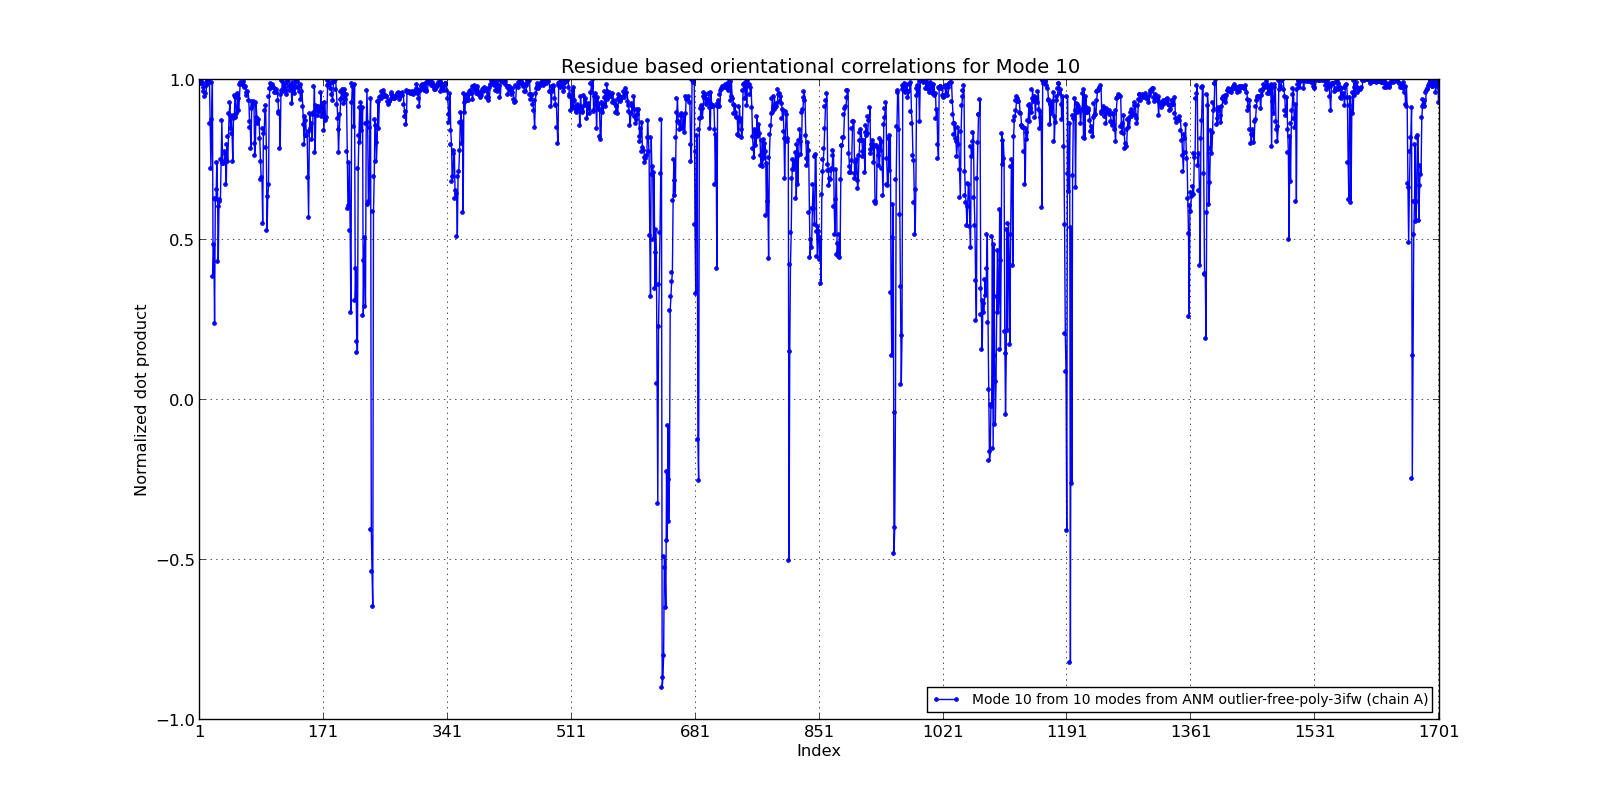 Residue based orientational correlations for Mode 10
1.0
0.5
0.0
−0.5
−1.0
Normalized dot product
Mode 10 from 10 modes from ANM outlier-free-poly-3ifw (chain A)
1 171 341 511 681 851 1021 1191 1361 1531 1701
Index